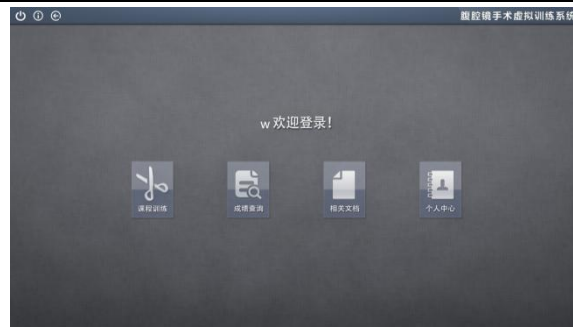 腹腔镜手术虚拟训练系统
w 欢迎登录！
课程训练
成绩查询
相关文档
个人中心